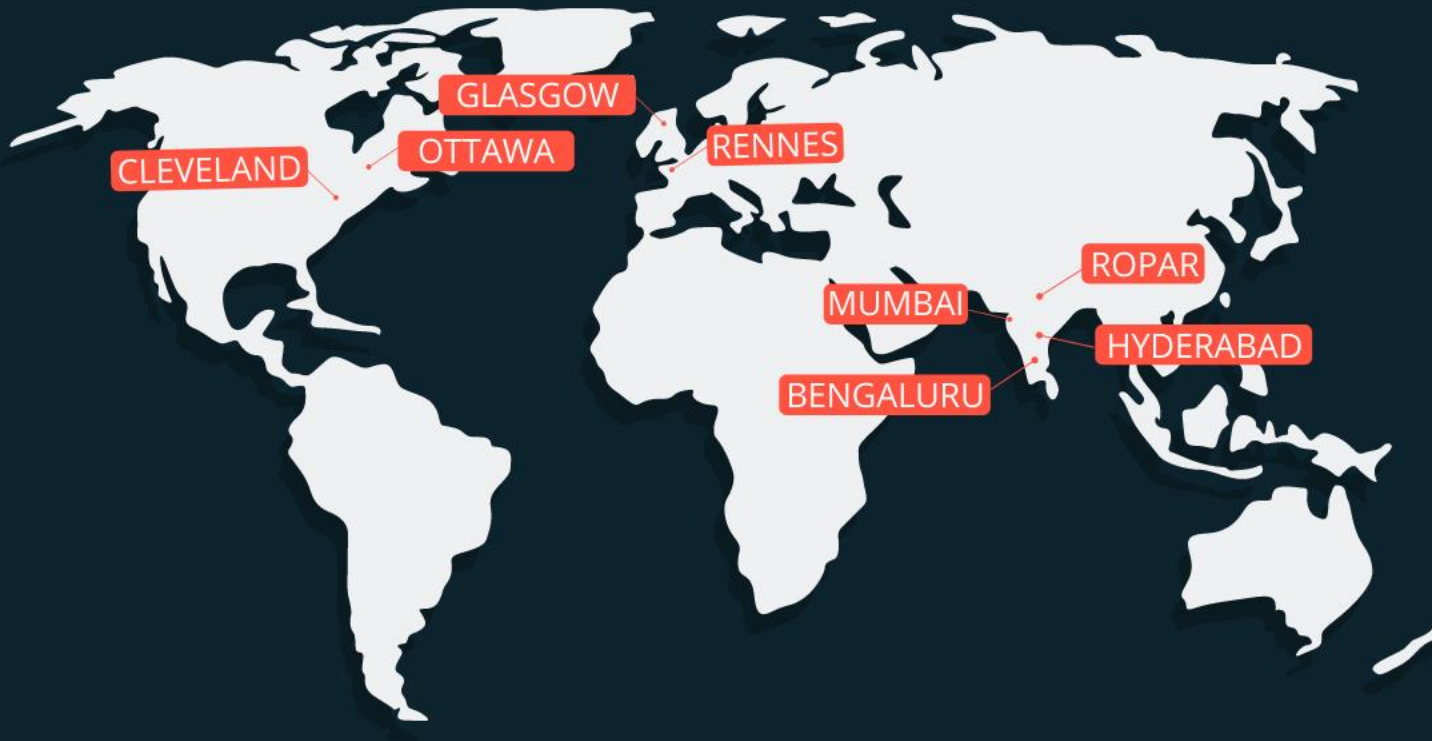 GLASGOW
OTTAWA
RENNES
CLEVELAND
ROPAR
MUMBAI
HYDERABAD
BENGALURU